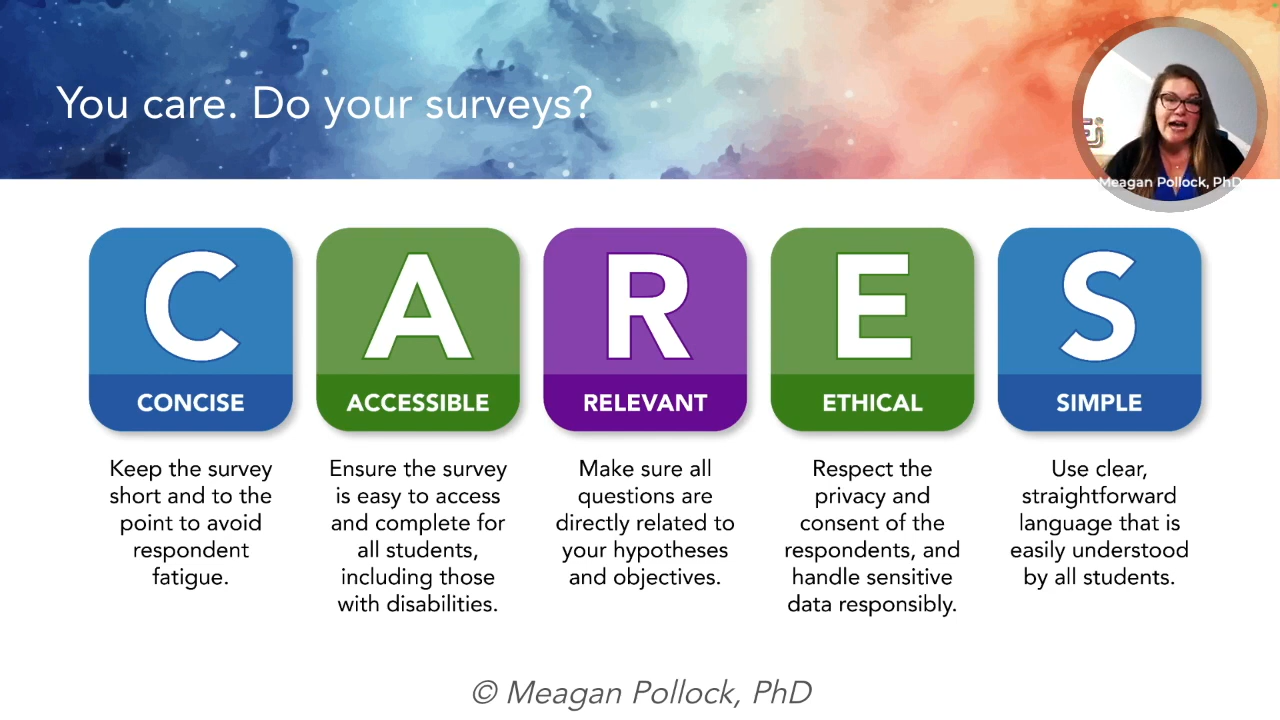 You care. Do your surveys?
Meagan Pollock, PhD
C
A
R
E
S
CONCISE
ACCESSIBLE
RELEVANT
ETHICAL
SIMPLE
Keep the survey
short and to the
point to avoid
respondent
fatigue.
Ensure the survey
is easy to access
and complete for
all students,
including those
with disabilities.
Make sure all
questions are
directly related to
your hypotheses
and objectives.
Respect the
privacy and
consent of the
respondents, and
handle sensitive
data responsibly.
Use clear,
straightforward
language that is
easily understood
by all students.
© Meagan Pollock, PhD